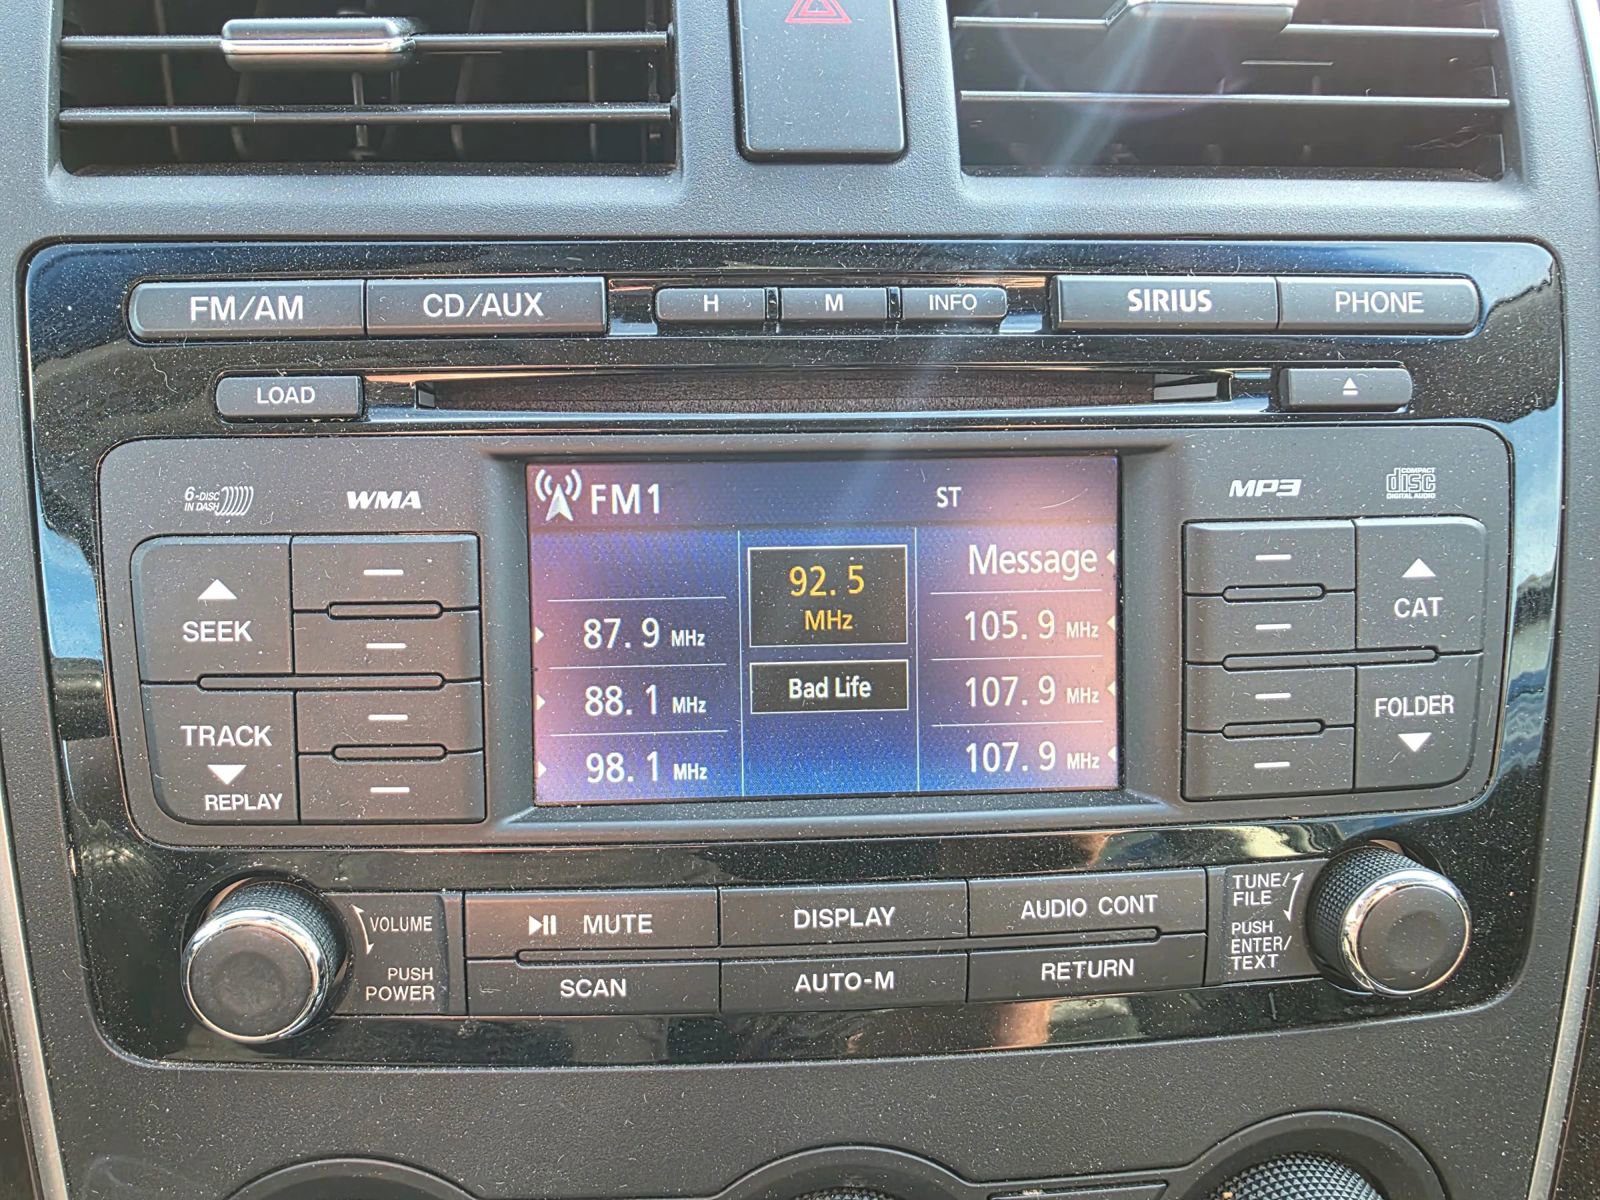 FM/AM
CD/AUX
H
M
INFO
SIRIUS
PHONE
LOAD
6-DISC
IN DASH
WMA
FM1
ST
MP3
COMPACT
disc
DIGITAL AUDIO
SEEK
TRACK
REPLAY
87.9 MHz
88.1 MHz
98.1 MHz
92.5
MHz
Bad Life
Message
105.9 MHz
107.9 MHz
107.9 MHz
CAT
FOLDER
VOLUME
PUSH
POWER
MUTE
DISPLAY
AUDIO CONT
SCAN
AUTO-M
RETURN
TUNE/
FILE
PUSH
ENTER/
TEXT